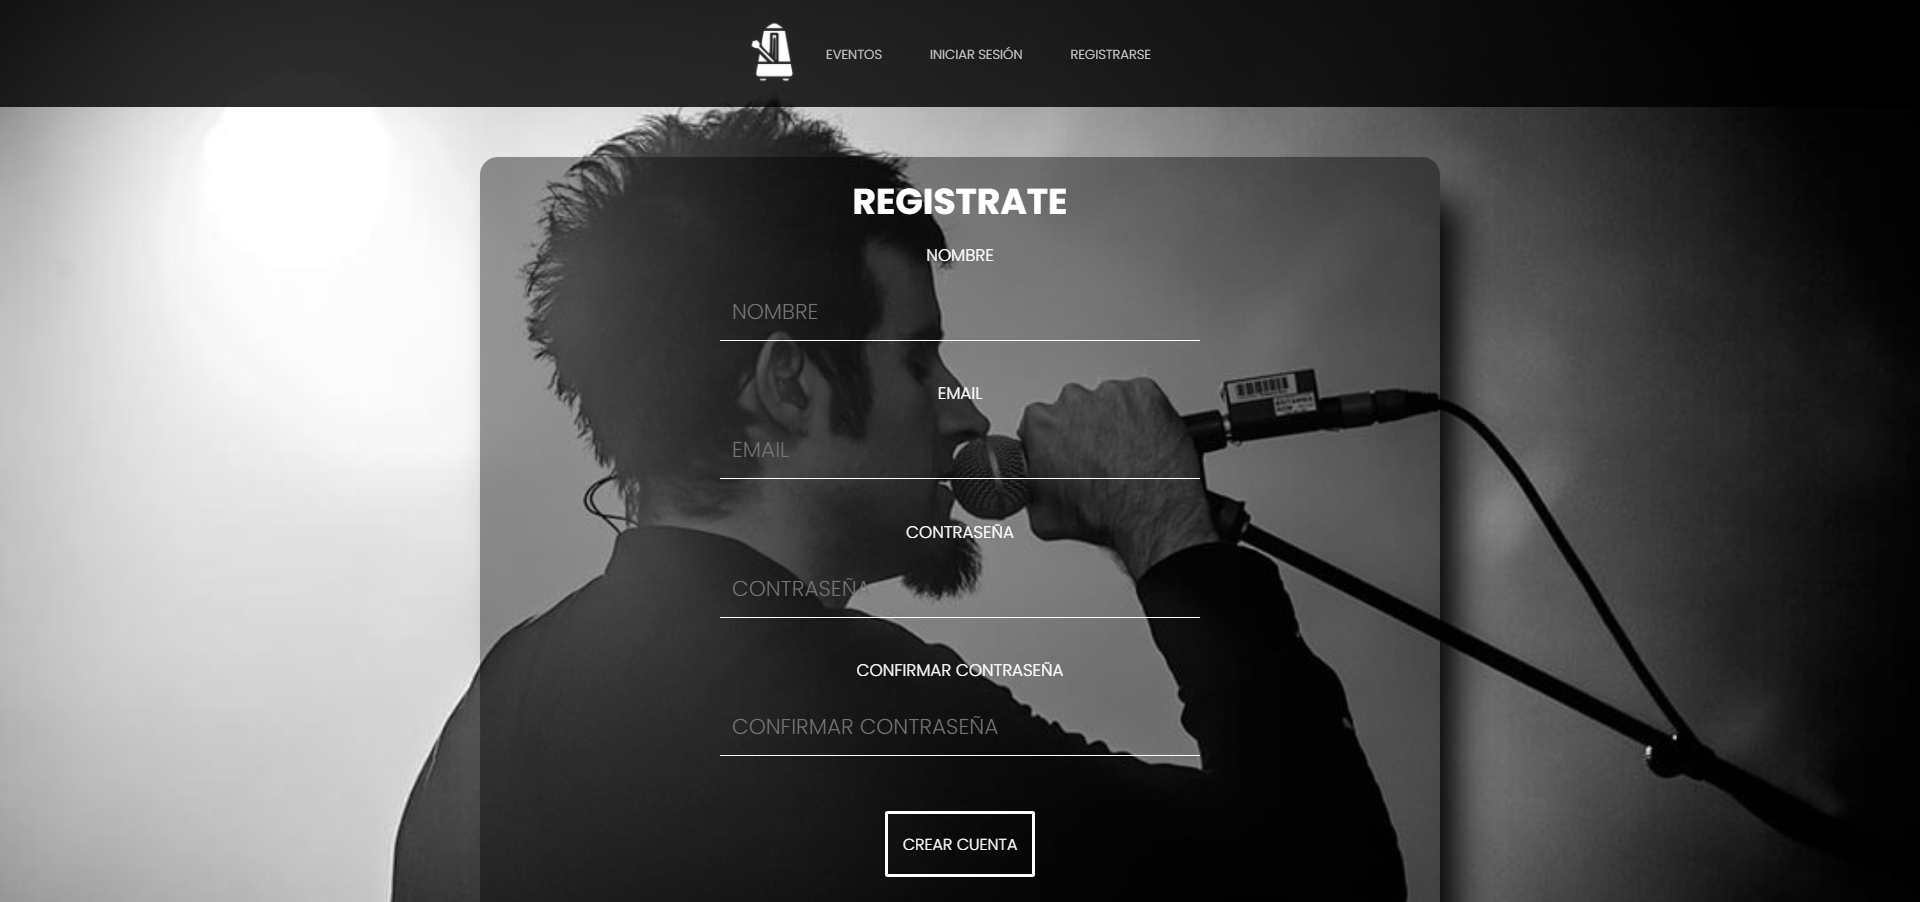 EVENTOS
INICIAR SESIÓN
REGISTRARSE
REGISTRATE
NOMBRE
NOMBRE
EMAIL
EMAIL
CONTRASEÑA
CONTRASEÑA
CONFIRMAR CONTRASEÑA
CONFIRMAR CONTRASEÑA
CREAR CUENTA